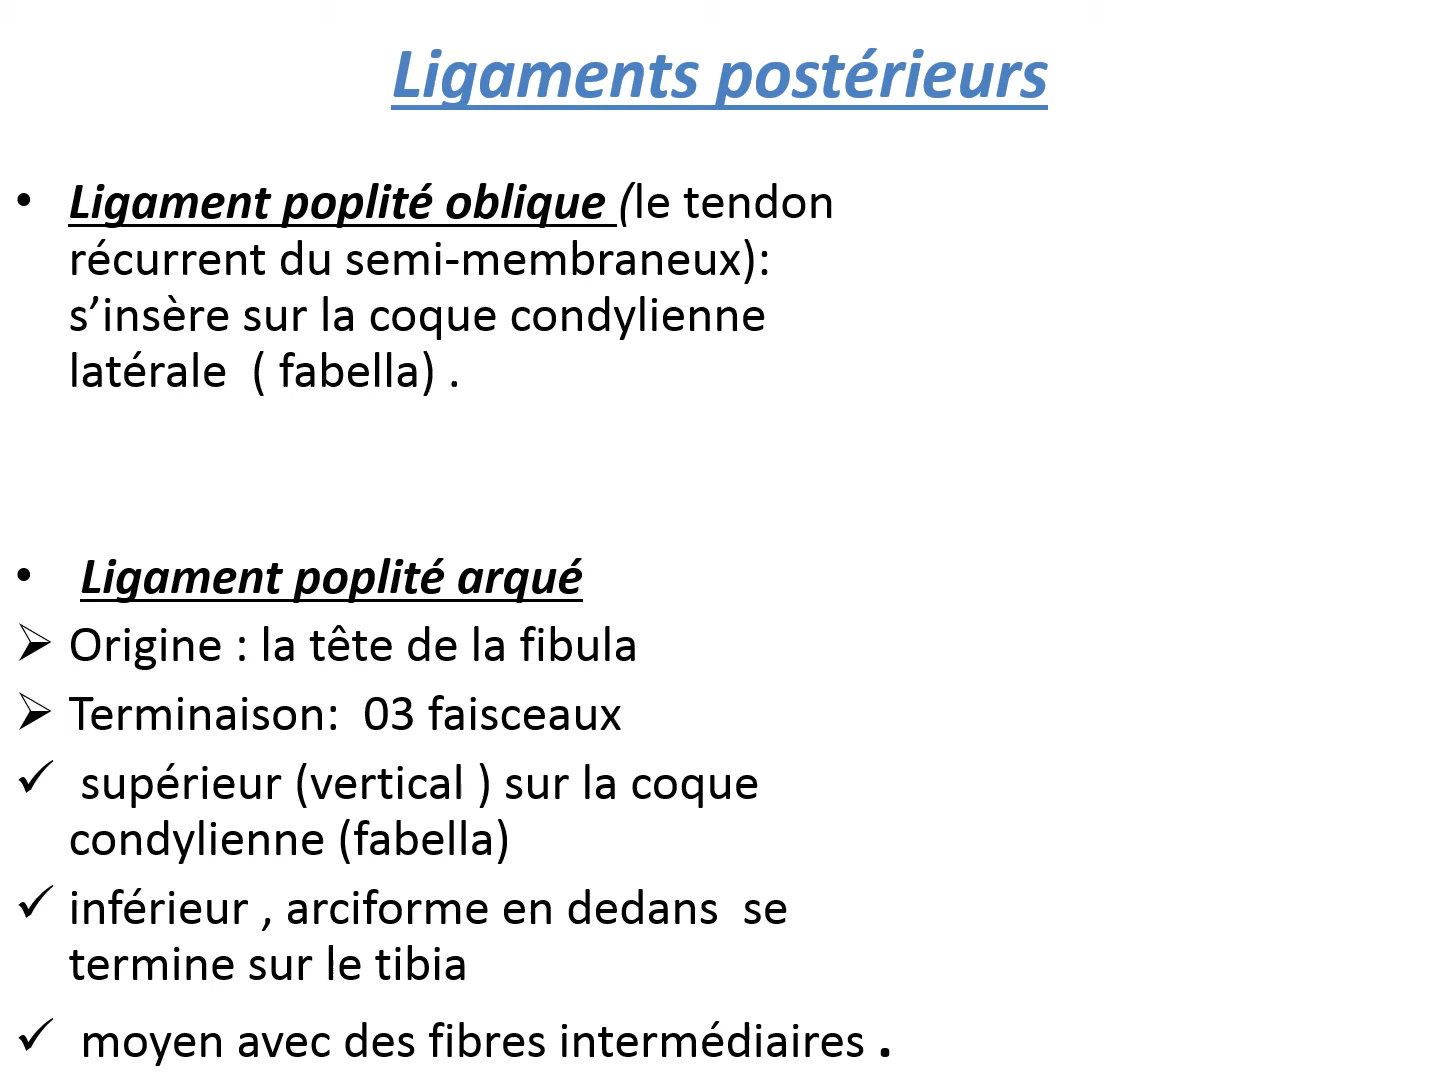 Ligaments postérieurs
• Ligament poplité oblique (le tendon
récurrent du semi-membraneux):
s’insère sur la coque condylienne
latérale  ( fabella) .
• Ligament poplité arqué
➢ Origine : la tête de la fibula
➢ Terminaison:  03 faisceaux
✓ supérieur (vertical ) sur la coque
condylienne (fabella)
✓ inférieur , arciforme en dedans  se
termine sur le tibia
✓ moyen avec des fibres intermédiaires .